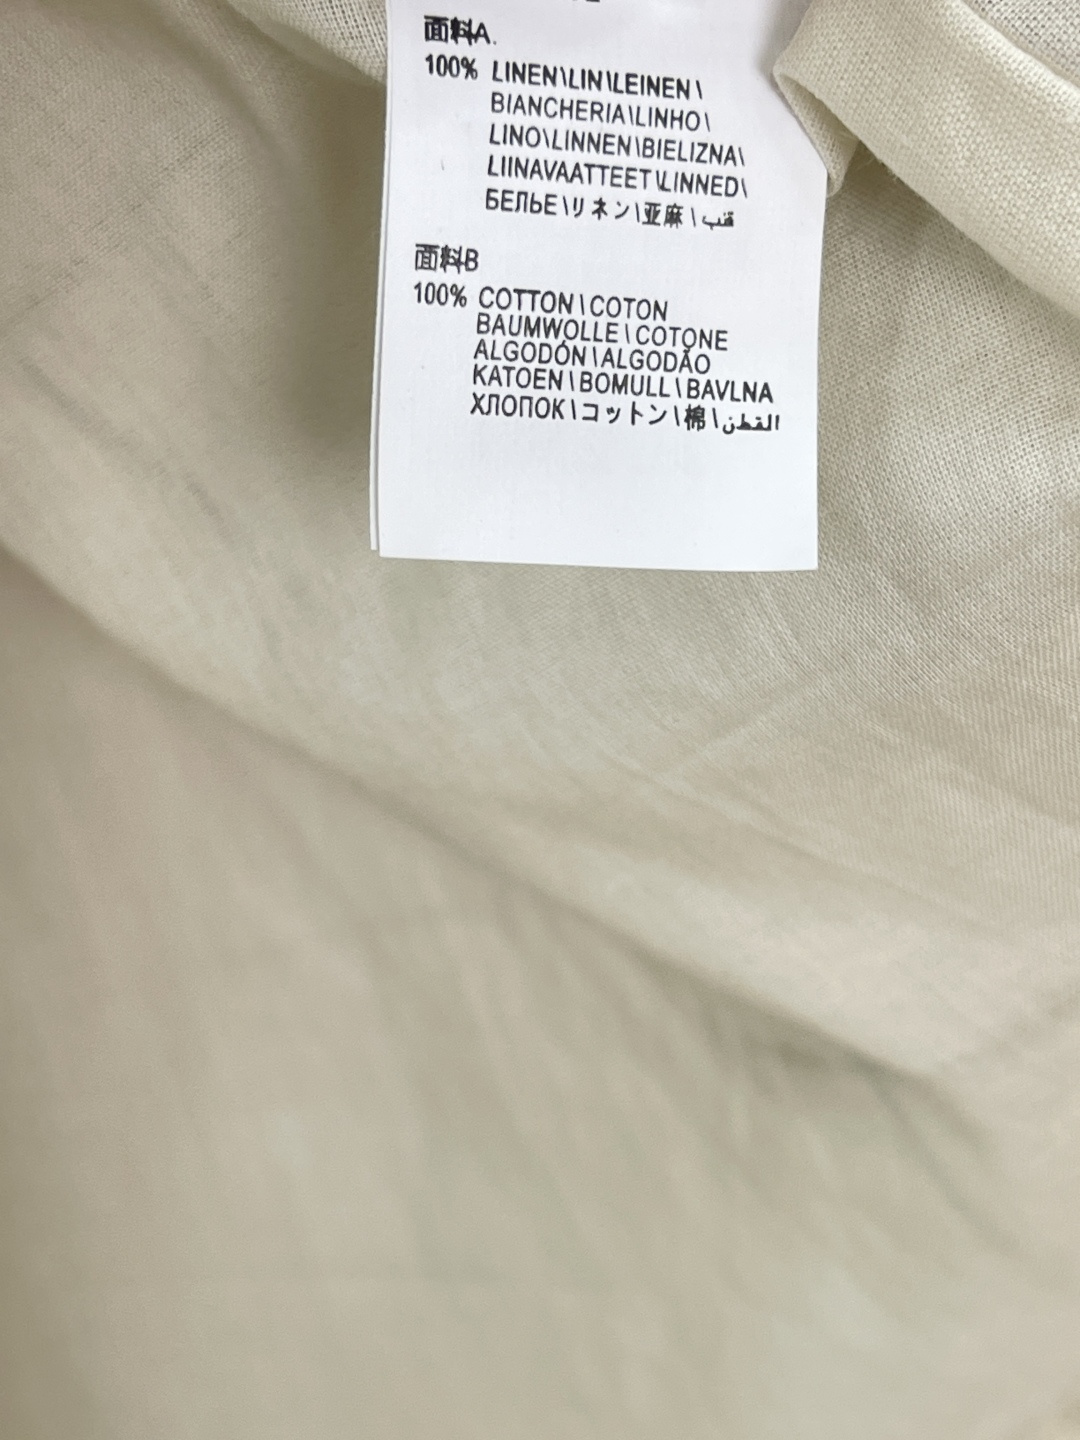 面料A.
100% LINEN\LIN\LEINEN\
BIANCHERIA\LINHO\
LINO\LINNEN\BIELIZNA\
LIINAVAATTEET\LINNED\
БЕЛЬЕ\リネン\亚麻\قنب
面料B
100% COTTON\COTON
BAUMWOLLE\COTONE
ALGODÓN\ALGODÃO
KATOEN\BOMULL\BAVLNA
ХЛОПОК\コットン\棉\القطن